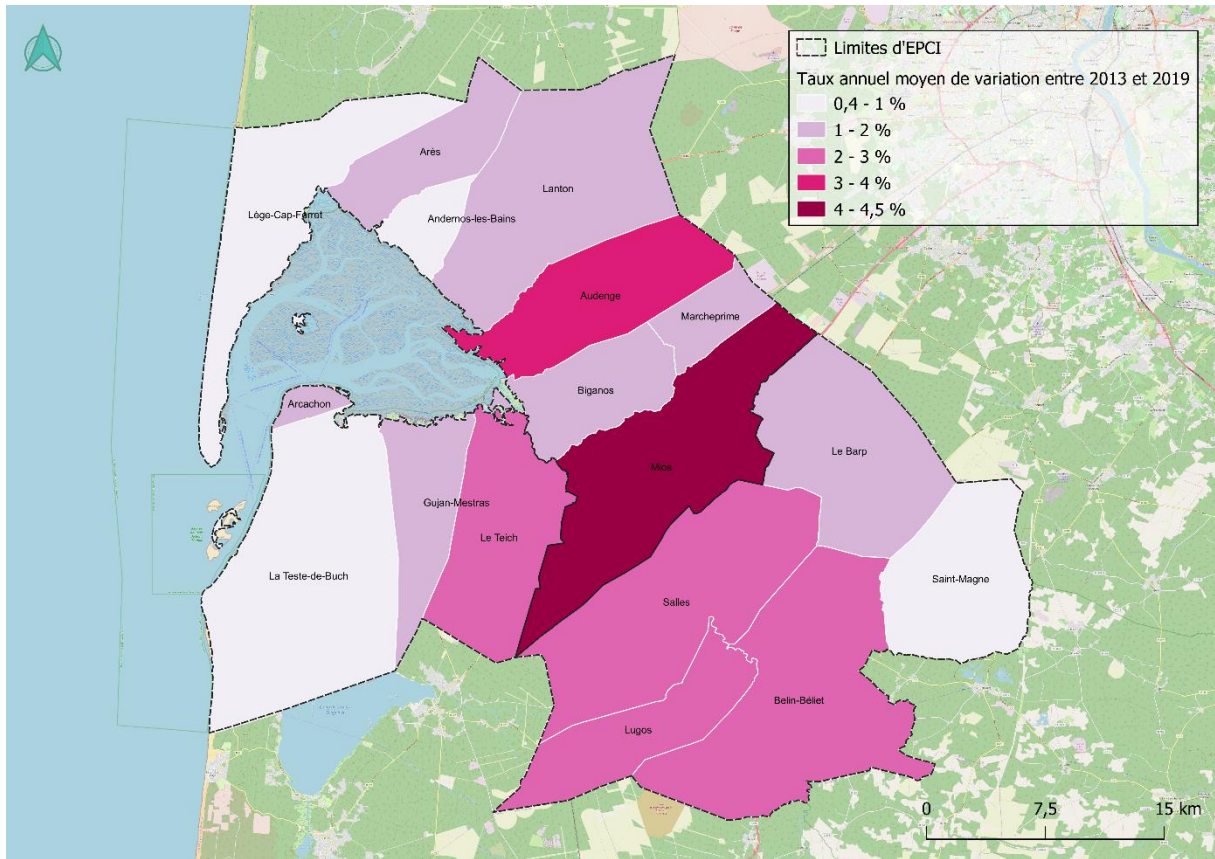 Limites d'EPCI
Taux annuel moyen de variation entre 2013 et 2019
0,4 - 1 %
1 - 2 %
2 - 3 %
3 - 4 %
4 - 4,5 %
Arès
Lanton
Lège-Cap-Ferret
Andernos-les-Bains
Audenge
Marcheprime
Biganos
Arcachon
Le Barp
Mios
Gujan-Mestras
Le Teich
La Teste-de-Buch
Saint-Magne
Salles
Belin-Béliet
Lugos
0 7,5 15 km